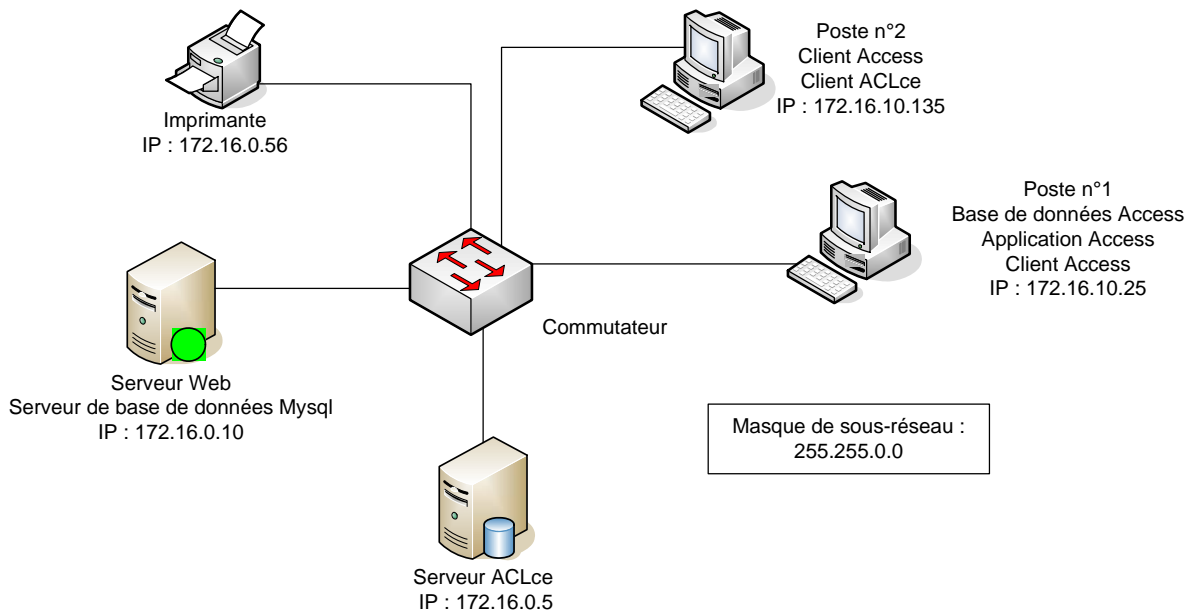 Poste n°2
Client Access
Client ACLce
IP : 172.16.10.135
Imprimante
IP : 172.16.0.56
Poste n°1
Base de données Access
Application Access
Client Access
IP : 172.16.10.25
Commutateur
Serveur Web
Serveur de base de données Mysql
IP : 172.16.0.10
Masque de sous-réseau :
255.255.0.0
Serveur ACLce
IP : 172.16.0.5